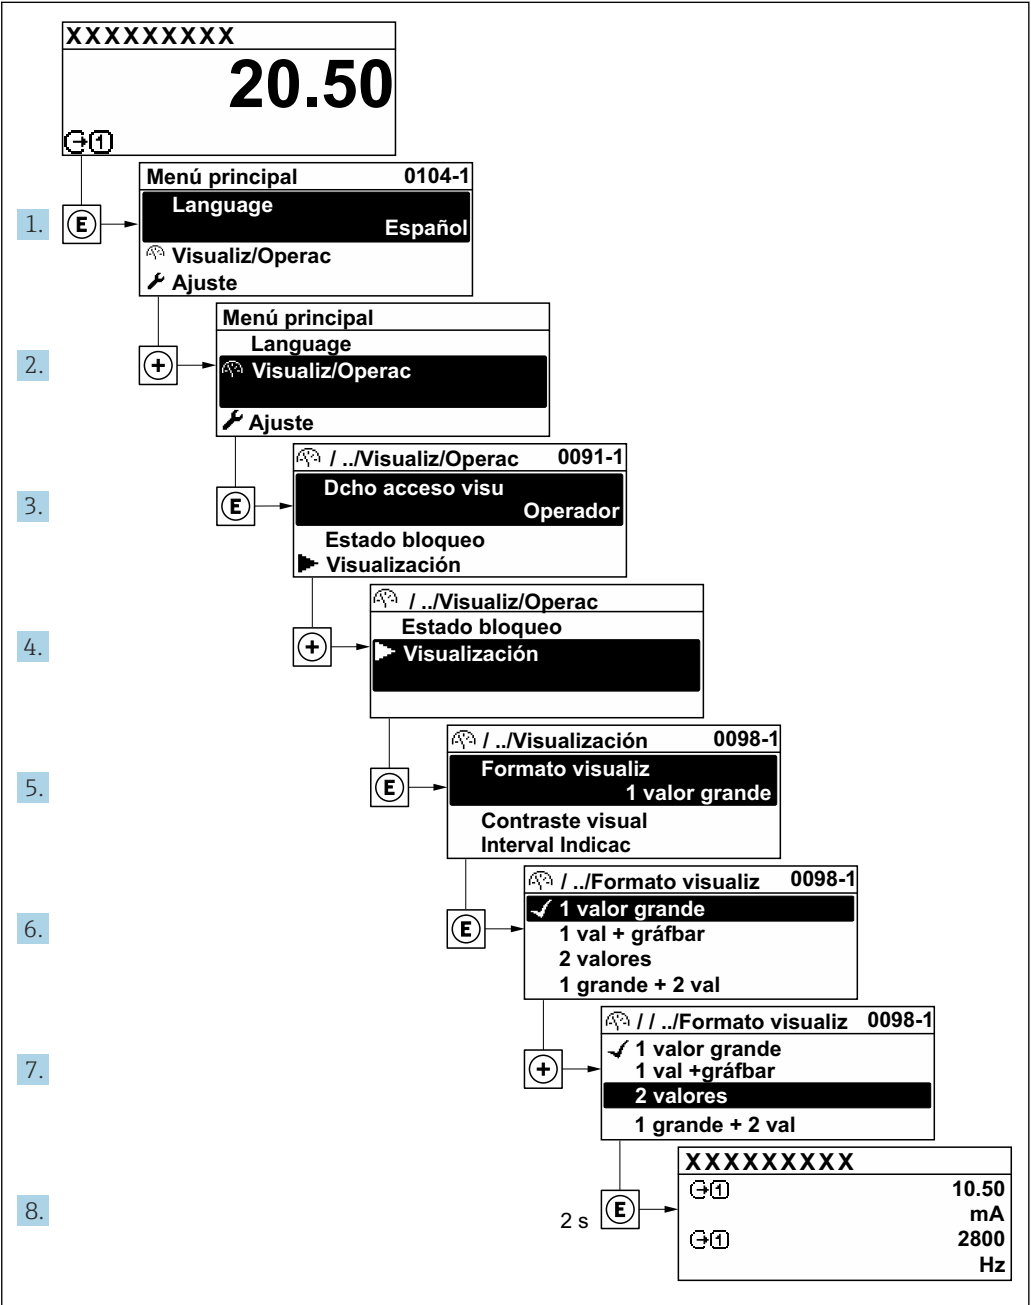 XXXXXXXXX
20.50
1
Menú principal 0104-1
Language
Español
Visualiz/Operac
Ajuste
1. E
Menú principal
Language
Visualiz/Operac
Ajuste
2. +
/ ../Visualiz/Operac 0091-1
Dcho acceso visu
Operador
Estado bloqueo
Visualización
3. E
/ ../Visualiz/Operac
Estado bloqueo
Visualización
4. +
/ ../Visualización 0098-1
Formato visualiz
1 valor grande
Contraste visual
Interval Indicac
5. E
/ ../Formato visualiz 0098-1
1 valor grande
1 val + gráfbar
2 valores
1 grande + 2 val
6. E
/ / ../Formato visualiz 0098-1
1 valor grande
1 val +gráfbar
2 valores
1 grande + 2 val
7. +
XXXXXXXXX
1 10.50
mA
1 2800
Hz
8. 2 s E